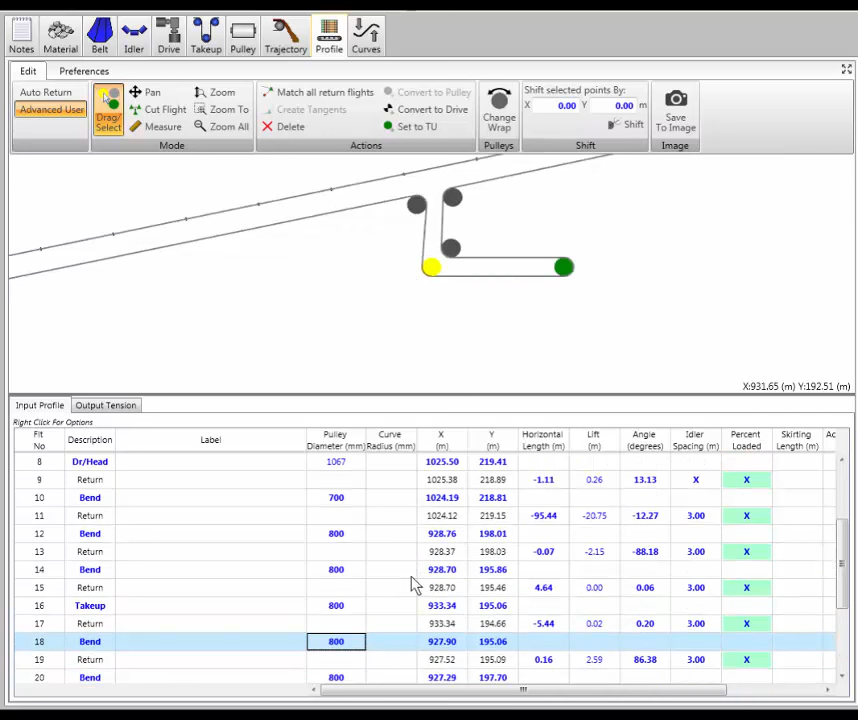 Notes Material Belt Idler Drive Takeup Pulley Trajectory Profile Curves
Edit Preferences
Auto Return
Advanced User
Drag/
Select
Pan
Cut Flight
Measure
Zoom
Zoom To
Zoom All
Mode
Match all return flights
Create Tangents
Delete
Convert to Pulley
Convert to Drive
Set to TU
Actions
Change
Wrap
Pulleys
Shift selected points By:
X 0.00 Y 0.00 m
Shift
Shift
Save
To Image
Image
X:931.65 (m) Y:192.51 (m)
Input Profile Output Tension
Right Click For Options
Flt
No Description Label Pulley
Diameter (mm) Curve
Radius (mm) X
(m) Y
(m) Horizontal
Length (m) Lift
(m) Angle
(degrees) Idler
Spacing (m) Percent
Loaded Skirting
Length (m) Ac
8 Dr/Head 1067 1025.50 219.41
9 Return 1025.38 218.89 -1.11 0.26 13.13 X X
10 Bend 700 1024.19 218.81
11 Return 1024.12 219.15 -95.44 -20.75 -12.27 3.00 X
12 Bend 800 928.76 198.01
13 Return 928.37 198.03 -0.07 -2.15 -88.18 3.00 X
14 Bend 800 928.70 195.86
15 Return 928.70 195.46 4.64 0.00 0.06 3.00 X
16 Takeup 800 933.34 195.06
17 Return 933.34 194.66 -5.44 0.02 0.20 3.00 X
18 Bend 800 927.90 195.06
19 Return 927.52 195.09 0.16 2.59 86.38 3.00 X
20 Bend 800 927.29 197.70